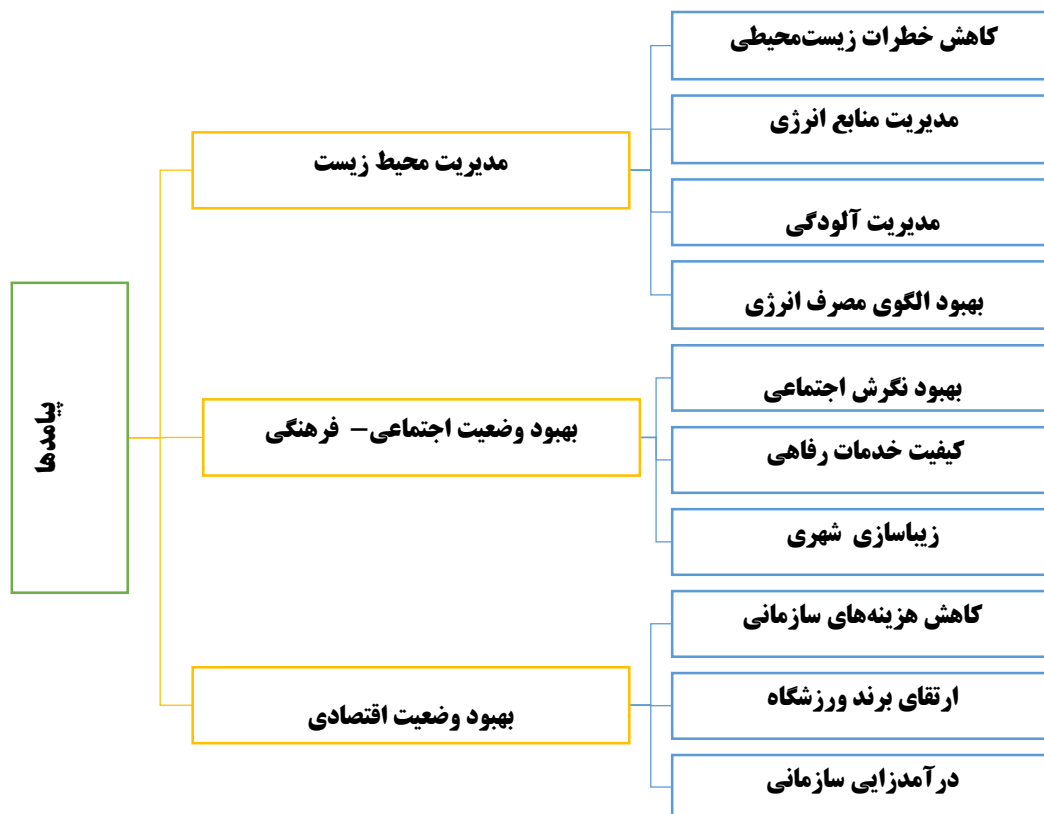 پیامدها
مدیریت محیط زیست
کاهش خطرات زیست‌محیطی
مدیریت منابع انرژی
مدیریت آلودگی
بهبود الگوی مصرف انرژی
بهبود وضعیت اجتماعی- فرهنگی
بهبود نگرش اجتماعی
کیفیت خدمات رفاهی
زیباسازی شهری
بهبود وضعیت اقتصادی
کاهش هزینه‌های سازمانی
ارتقای برند ورزشگاه
درآمدزایی سازمانی